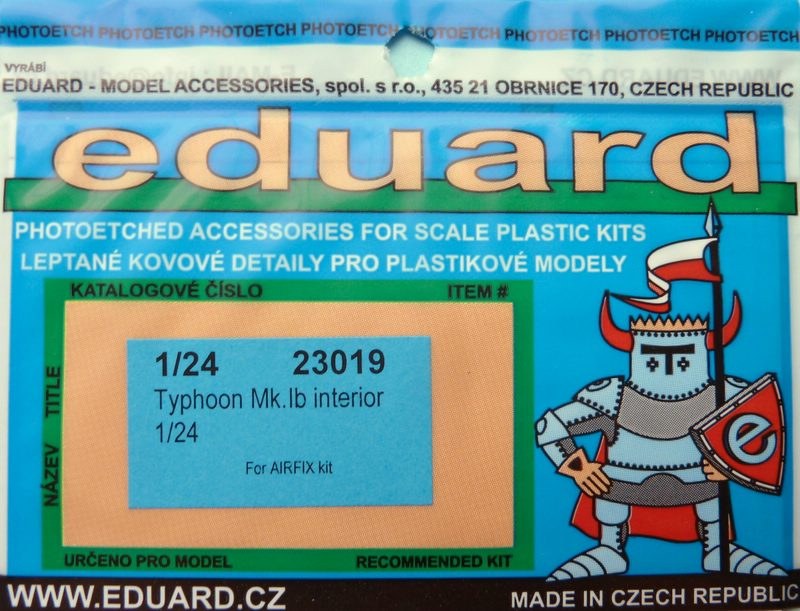 PHOTOETCH PHOTOETCH PHOTOETCH PHOTOETCH PHOTOETCH PHOTOETCH PHOTOETCH PHOTOETCH
VYRÁBÍ
EDUARD - MODEL ACCESSORIES, spol. s r.o., 435 21 OBRNICE 170, CZECH REPUBLIC
eduard
PHOTOETCHED ACCESSORIES FOR SCALE PLASTIC KITS
LEPTANÉ KOVOVÉ DETAILY PRO PLASTIKOVÉ MODELY
KATALOGOVÉ ČÍSLO ITEM #
NÁZEV TITLE
1/24 23019
Typhoon Mk.Ib interior
1/24
For AIRFIX kit
e
URČENO PRO MODEL RECOMMENDED KIT
WWW.EDUARD.CZ MADE IN CZECH REPUBLIC